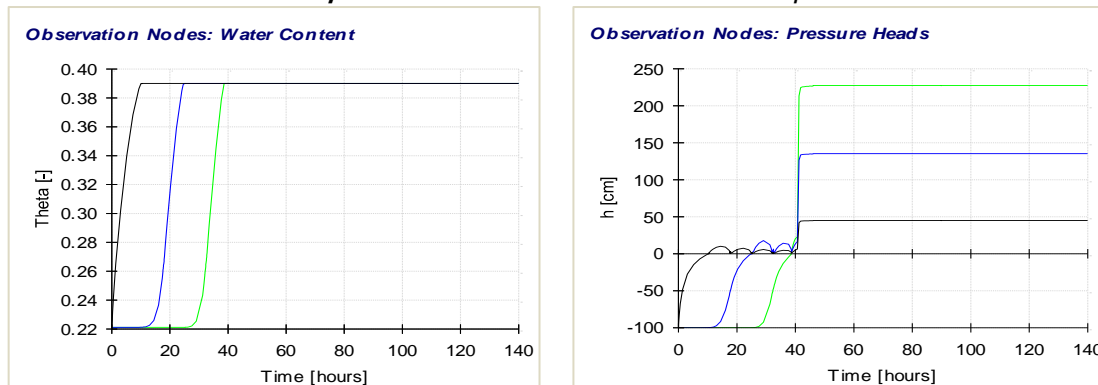 Observation Nodes: Water Content
0.40
0.38
0.36
0.34
0.32
0.30
0.28
0.26
0.24
0.22
Theta [-]
0 20 40 60 80 100 120 140
Time [hours]
Observation Nodes: Pressure Heads
250
200
150
100
50
0
-50
-100
h [cm]
0 20 40 60 80 100 120 140
Time [hours]